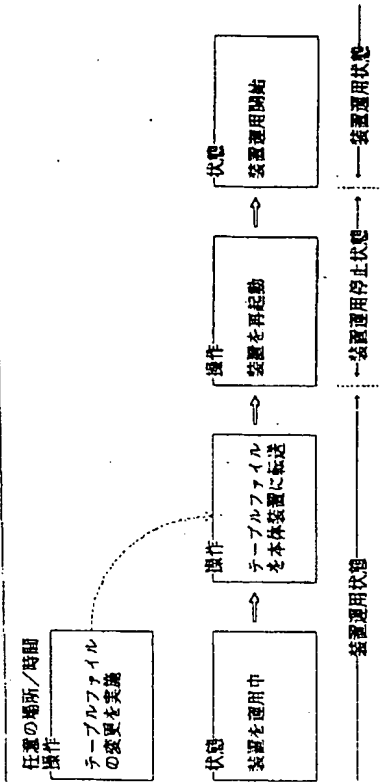 任意の場所／時間
操作
テーブルファイル
の変更を実施
状態
装置を運用中
操作
テーブルファイル
を本体装置に転送
操作
装置を再起動
状態
装置運用開始
装置運用状態
装置運用停止状態
装置運用状態